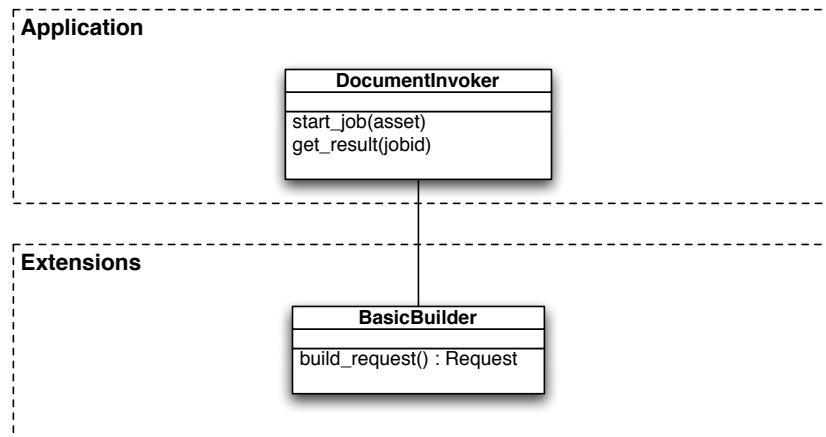 Application
DocumentInvoker
start_job(asset)
get_result(jobid)
Extensions
BasicBuilder
build_request() : Request